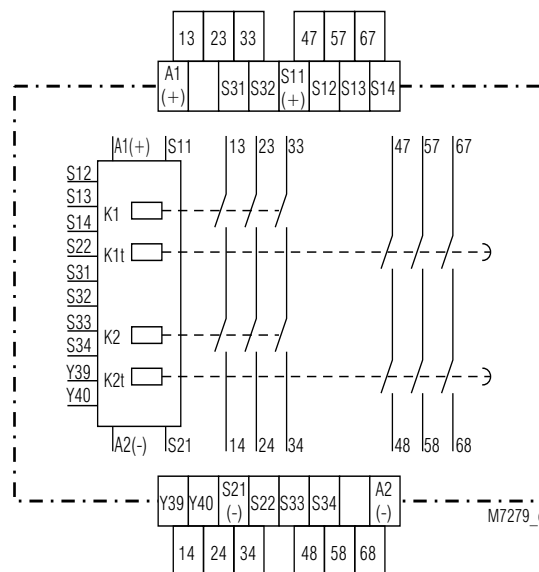 13 23 33 47 57 67
A1 (+) S31 S32 S11 (+) S12 S13 S14
A1(+) S11 13 23 33 47 57 67
S12
S13
K1
S14
S22
K1t
S31
S32
S33
K2
S34
Y39
K2t
Y40
A2(-) S21 14 24 34 48 58 68
Y39 Y40 S21 (-) S22 S33 S34 A2 (-)
M7279_
14 24 34 48 58 68